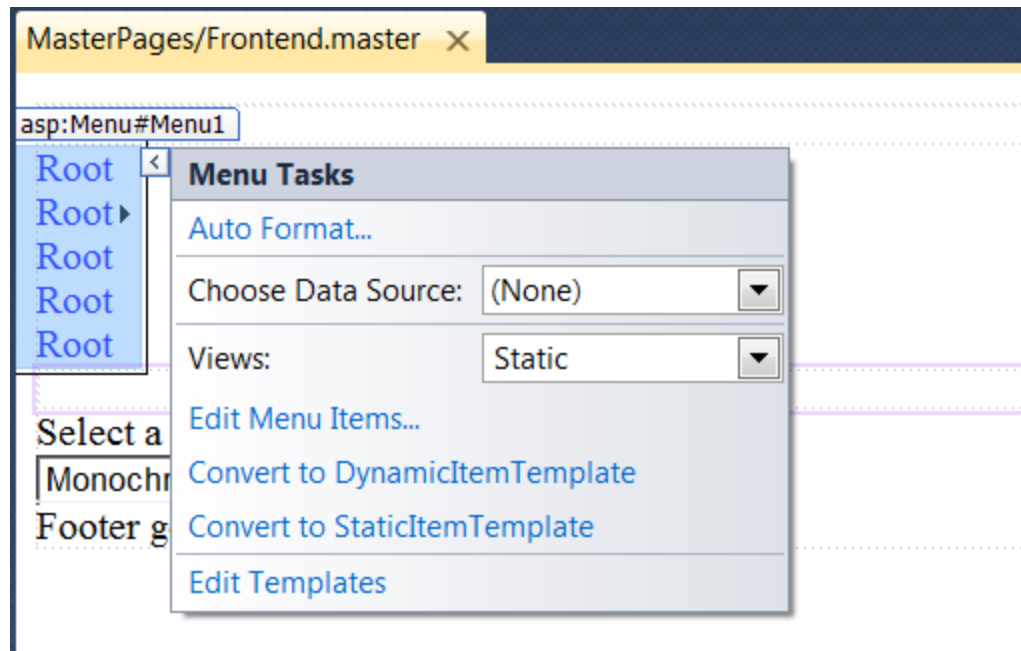 MasterPages/Frontend.master
asp:Menu#Menu1
Root
Root
Root
Root
Root
Menu Tasks
Auto Format...
Choose Data Source: (None)
Views: Static
Edit Menu Items...
Convert to DynamicItemTemplate
Convert to StaticItemTemplate
Edit Templates
Select a
Footer